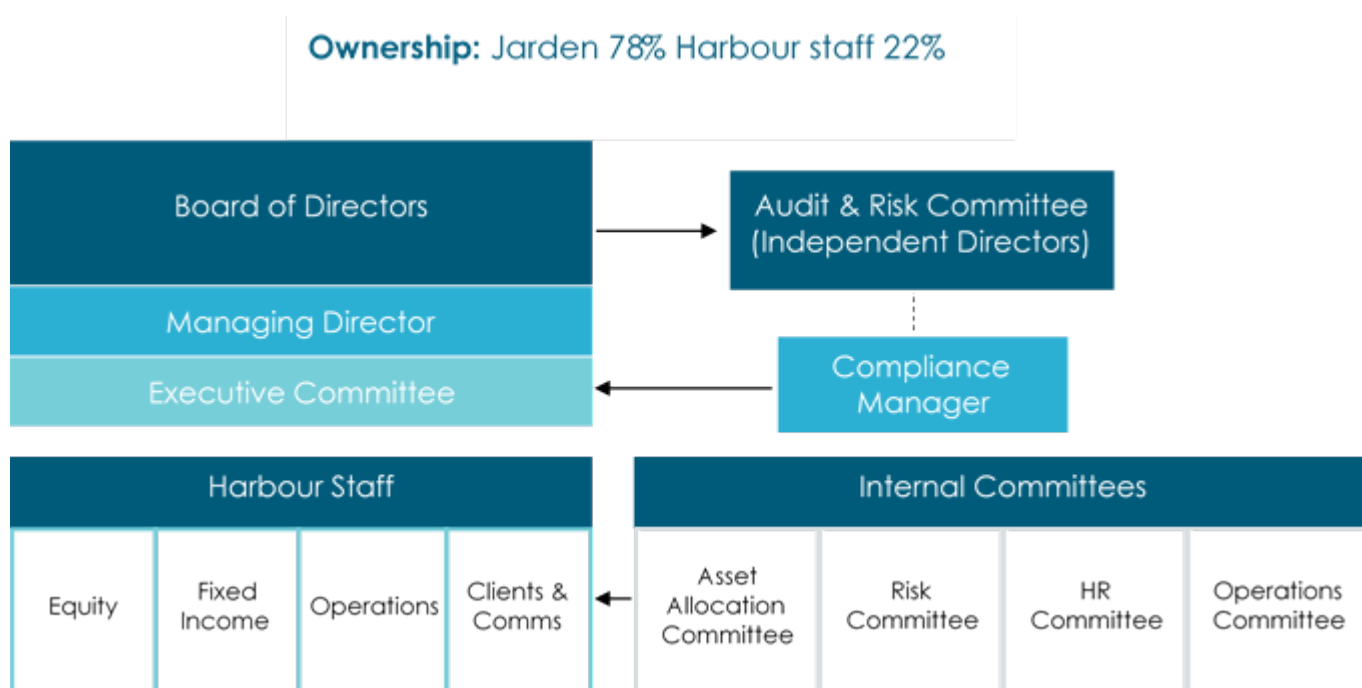 Ownership: Jarden 78% Harbour staff 22%
Board of Directors
Audit & Risk Committee
(Independent Directors)
Managing Director
Executive Committee
Compliance
Manager
Harbour Staff
Internal Committees
Equity
Fixed
Income
Operations
Clients &
Comms
Asset
Allocation
Committee
Risk
Committee
HR
Committee
Operations
Committee